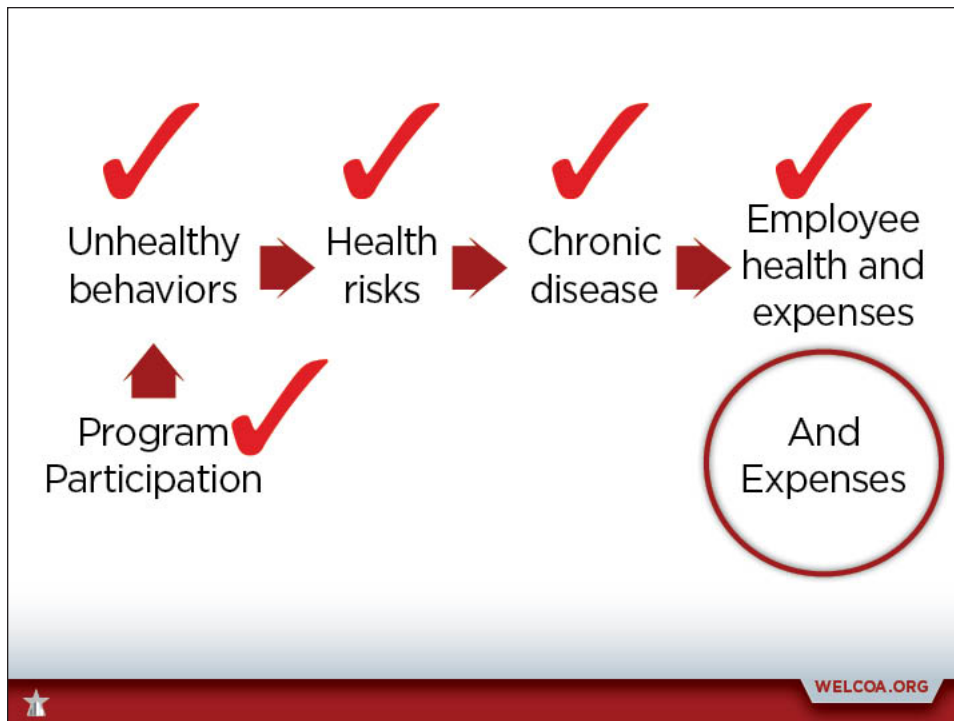 Unhealthy
behaviors
Health
risks
Chronic
disease
Employee
health and
expenses
Program
Participation
And
Expenses
WELCOA.ORG